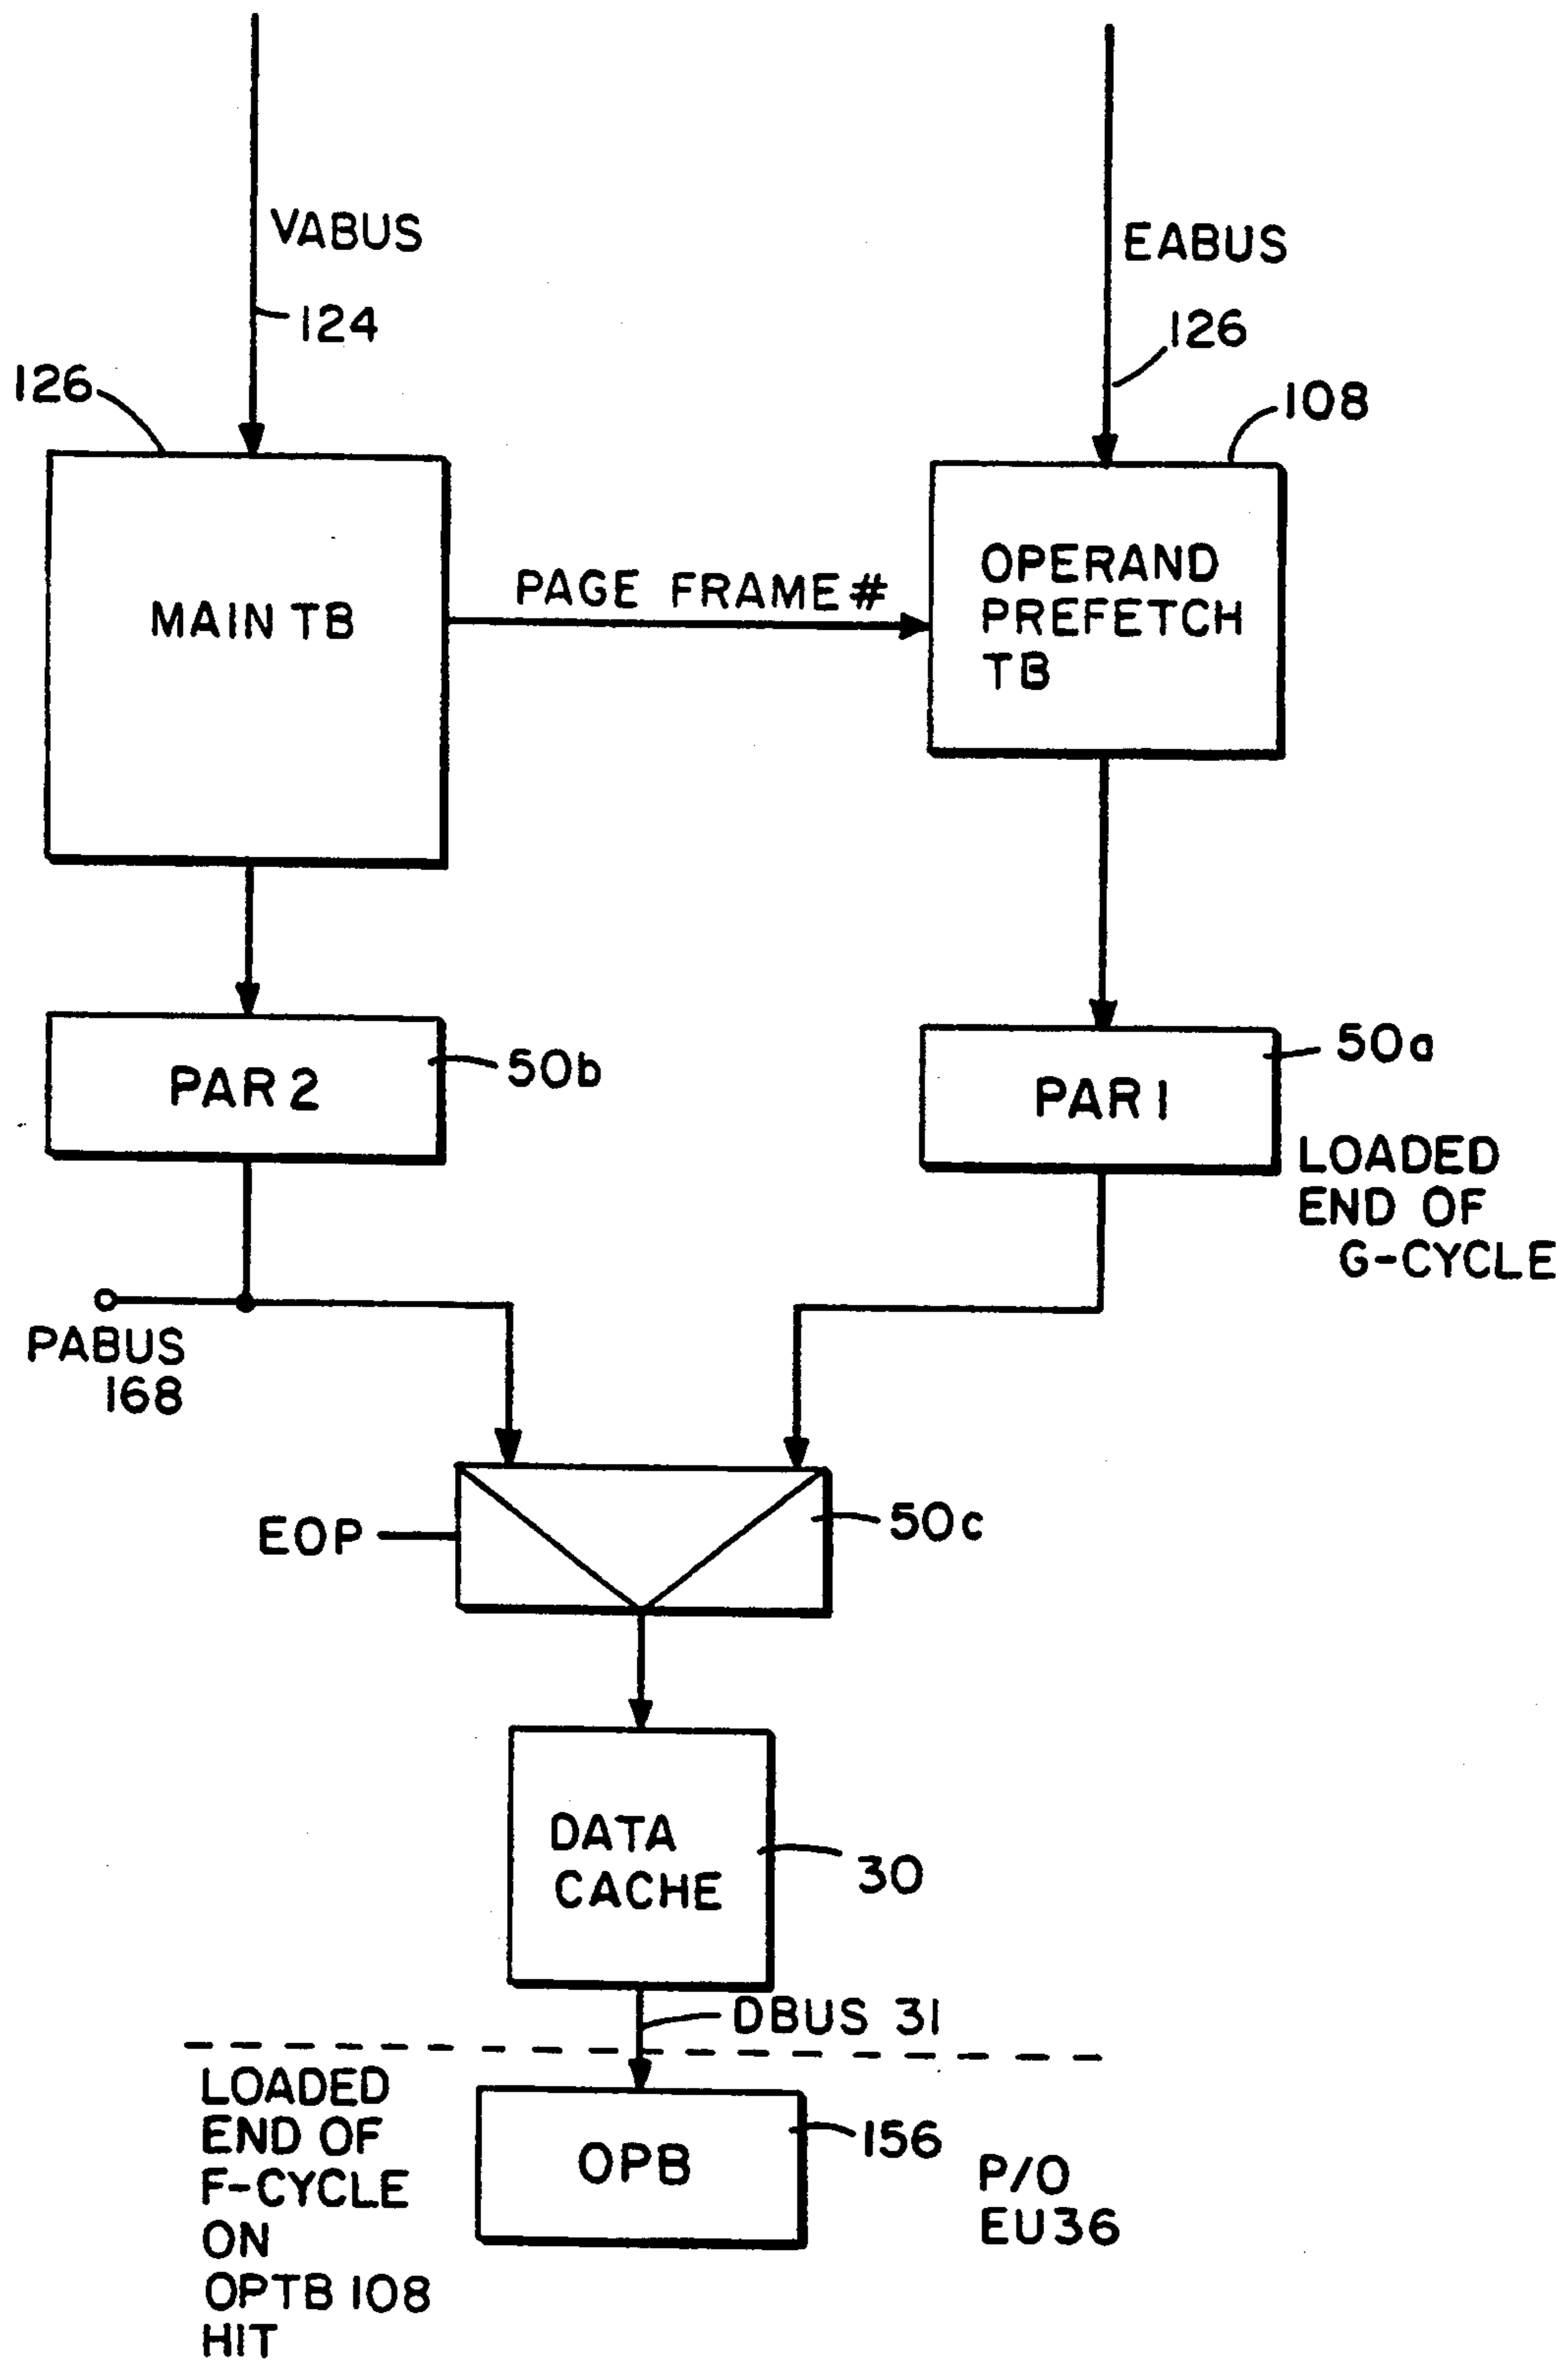 VABUS
124
126
EABUS
126
108
MAIN TB
PAGE FRAME #
OPERAND
PREFETCH
TB
PAR 2
50b
PAR 1
50a
LOADED
END OF
G-CYCLE
PABUS
168
EOP
50c
DATA
CACHE
30
DBUS 31
LOADED
END OF
F-CYCLE
ON
OPTB 108
HIT
OPB
156
P/O
EU36